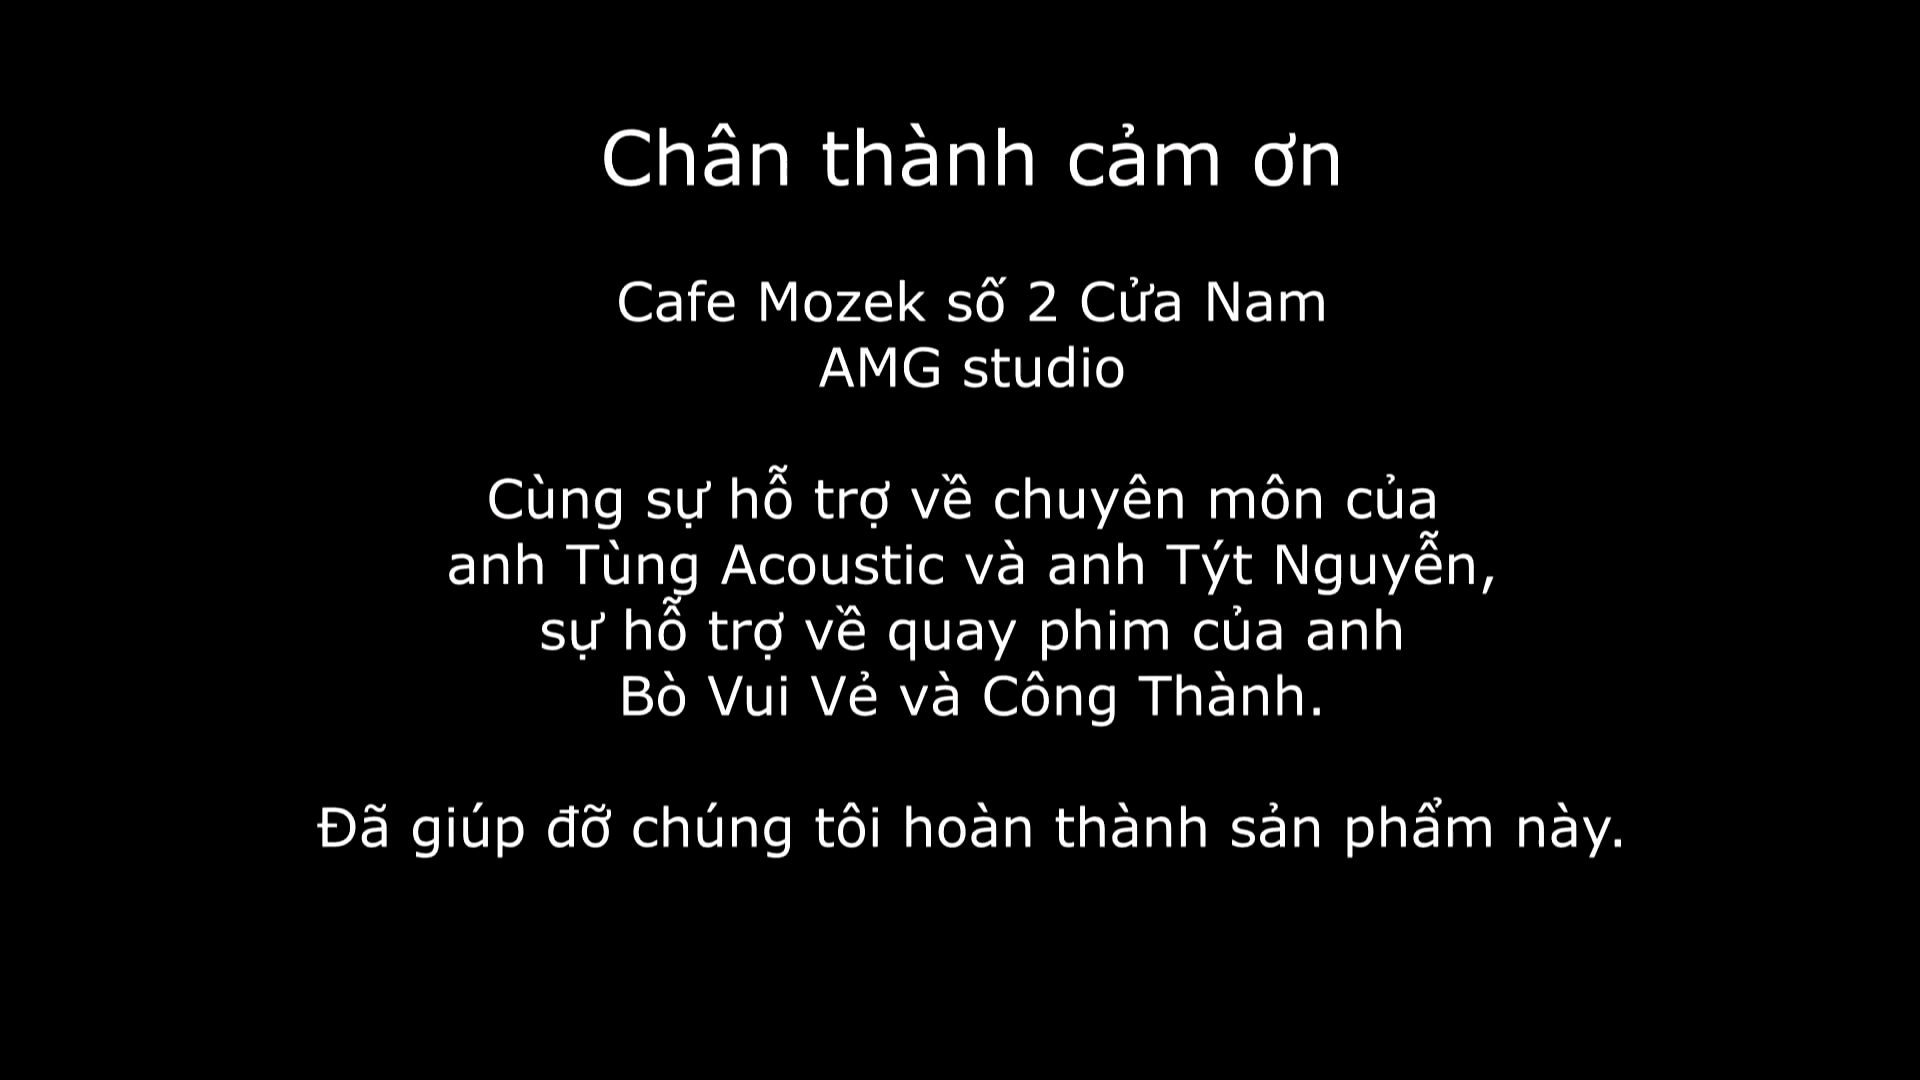 Chân thành cảm ơn
Cafe Mozek số 2 Cửa Nam
AMG studio
Cùng sự hỗ trợ về chuyên môn của
anh Tùng Acoustic và anh Týt Nguyễn,
sự hỗ trợ về quay phim của anh
Bò Vui Vẻ và Công Thành.
Đã giúp đỡ chúng tôi hoàn thành sản phẩm này.